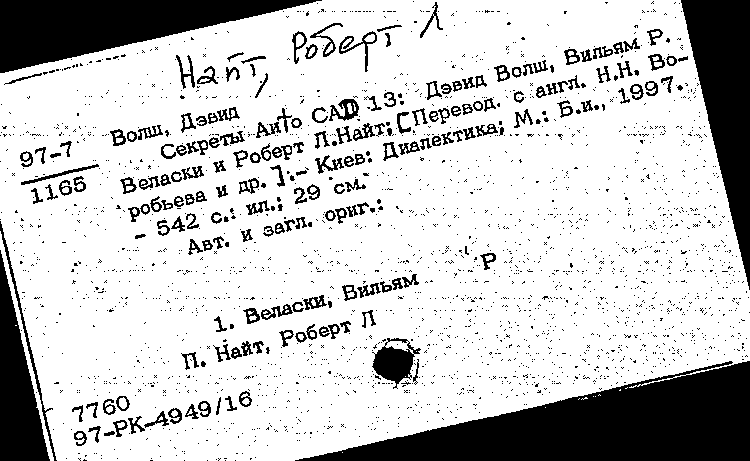 Найт, Роберт Л
97-7
1165
Волш, Дэвид
Секреты Аито CAD 13: Дэвид Волш, Вильям Р.
Веласки и Роберт Л.Найт; [Перевод. с англ. Н.Н. Во-
робьева и др. ].- Киев: Диалектика; М.: Б.и., 1997.
- 542 с.: ил.; 29 см.
Авт. и загл. ориг.:
1. Веласки, Вильям Р
П. Найт, Роберт Л
7760
97-РК-4949/16